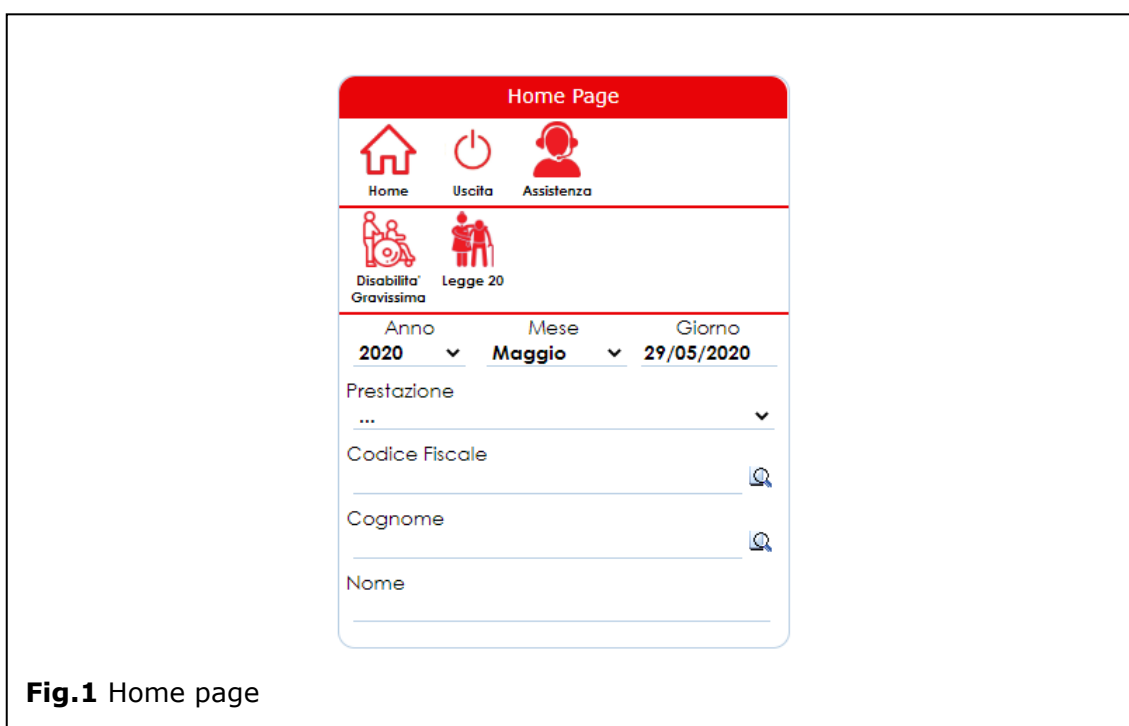 Home Page
Home Uscita Assistenza
Disabilita' Legge 20
Gravissima
Anno Mese Giorno
2020 Maggio 29/05/2020
Prestazione
...
Codice Fiscale
Cognome
Nome
Fig.1 Home page